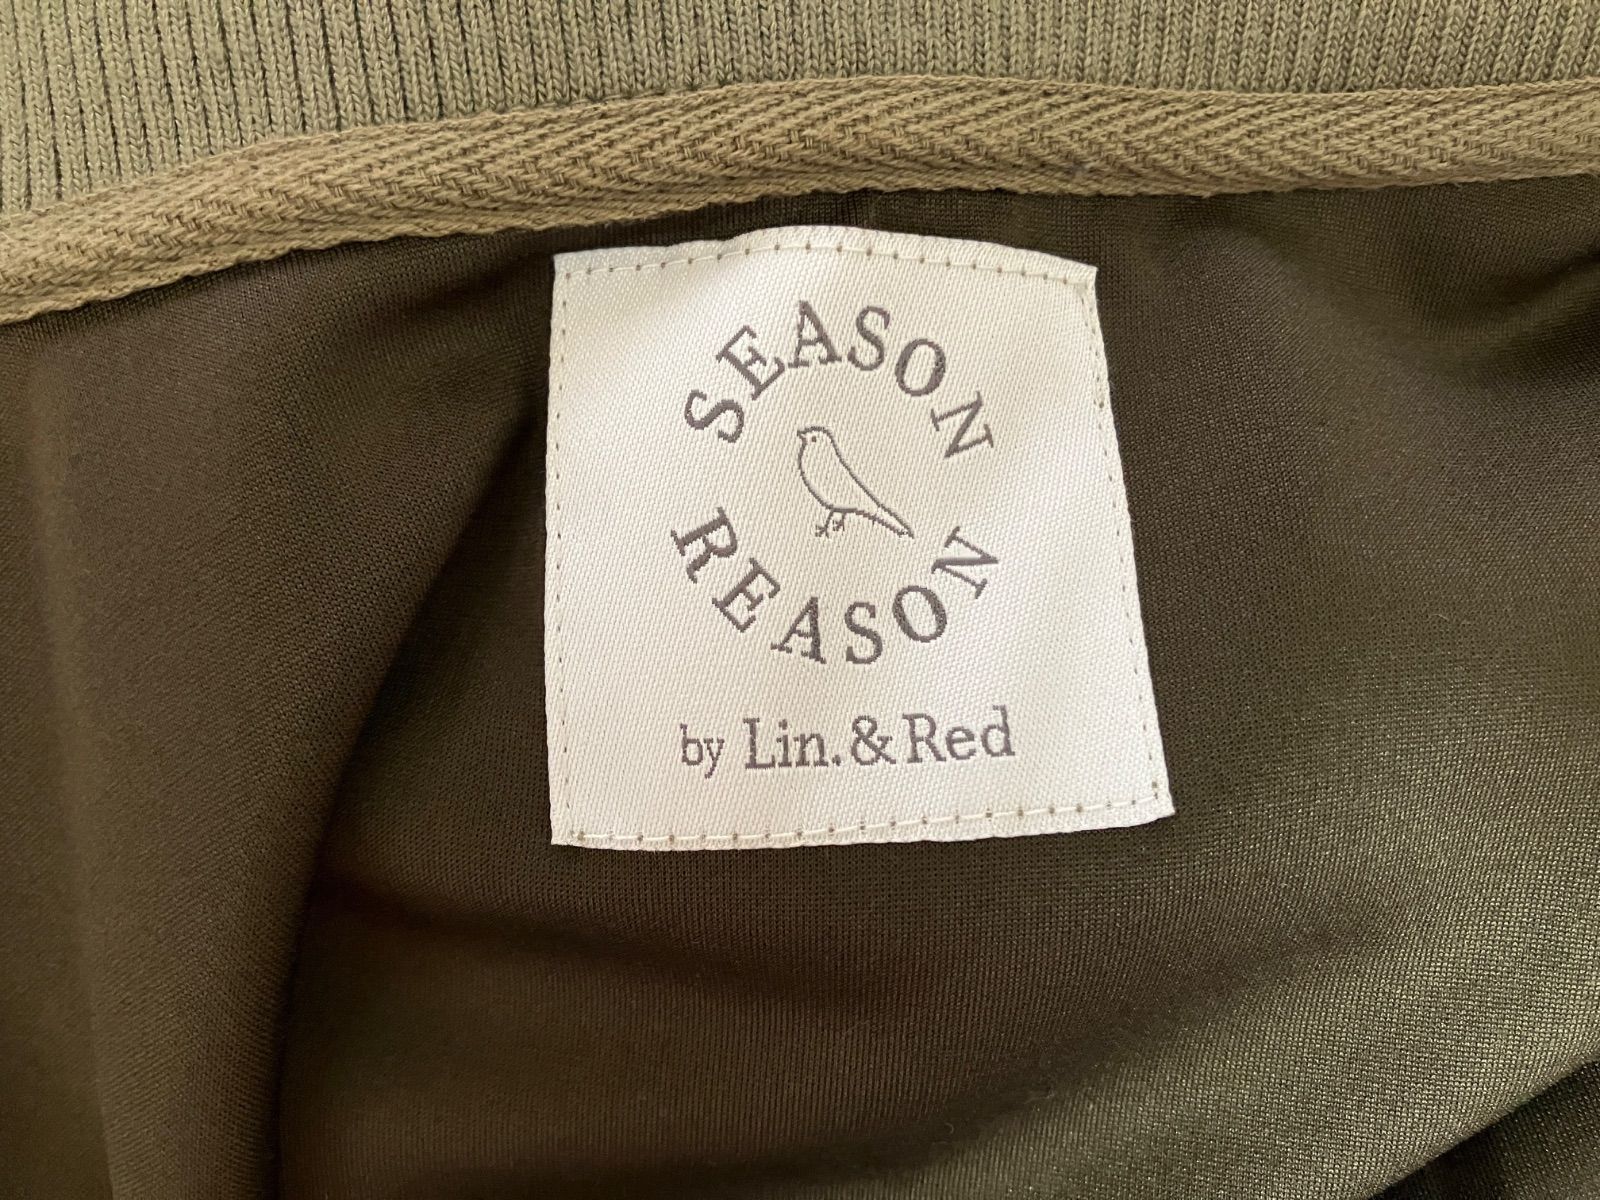 SEASON
REASON
by Lin. & Red